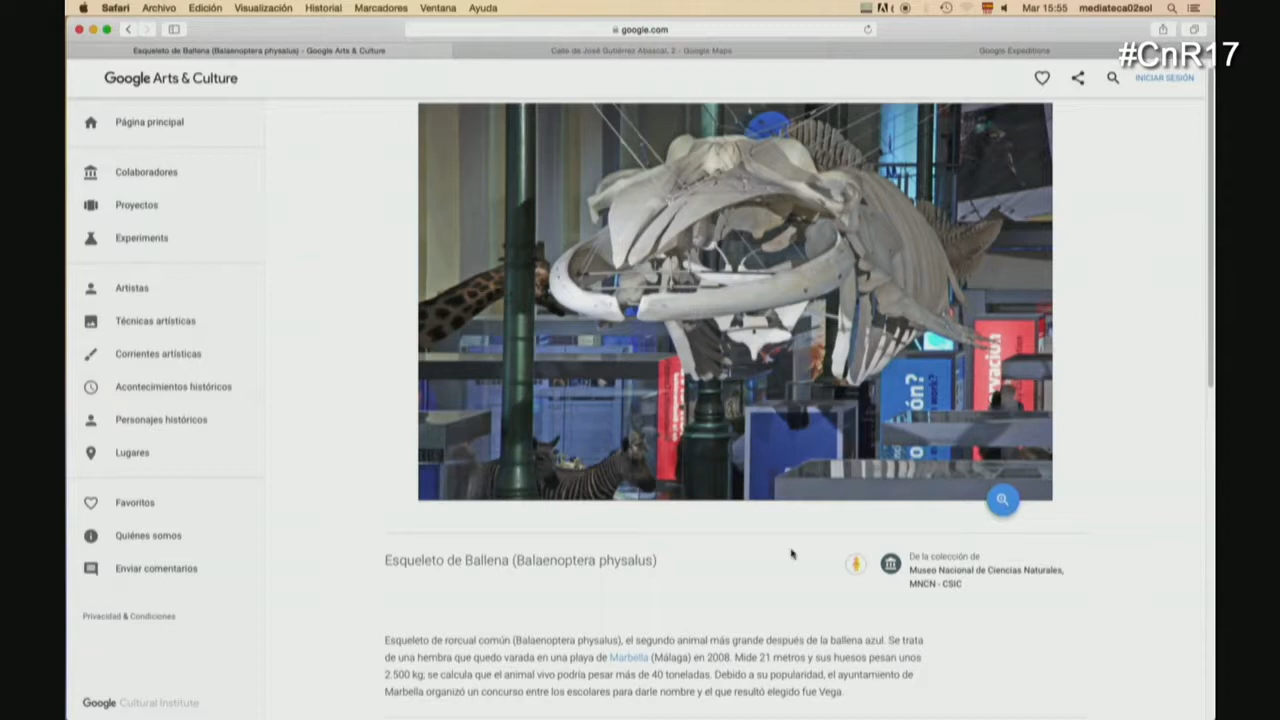 Safari Archivo Edición Visualización Historial Marcadores Ventana Ayuda
Mar 15:55 mediateca02sol
google.com
Esqueleto de Ballena (Balaenoptera physalus) - Google Arts & Culture
Calle de José Gutiérrez Abascal, 2 - Google Maps
Google Expeditions
#CnR17
Google Arts & Culture
INICIAR SESIÓN
Página principal
Colaboradores
Proyectos
Experiments
Artistas
Técnicas artísticas
Corrientes artísticas
Acontecimientos históricos
Personajes históricos
Lugares
Favoritos
Quiénes somos
Enviar comentarios
Privacidad & Condiciones
Google Cultural Institute
ón?
vación
Esqueleto de Ballena (Balaenoptera physalus)
De la colección de
Museo Nacional de Ciencias Naturales,
MNCN - CSIC
Esqueleto de rorcual común (Balaenoptera physalus), el segundo animal más grande después de la ballena azul. Se trata
de una hembra que quedo varada en una playa de Marbella (Málaga) en 2008. Mide 21 metros y sus huesos pesan unos
2.500 kg; se calcula que el animal vivo podría pesar más de 40 toneladas. Debido a su popularidad, el ayuntamiento de
Marbella organizó un concurso entre los escolares para darle nombre y el que resultó elegido fue Vega.